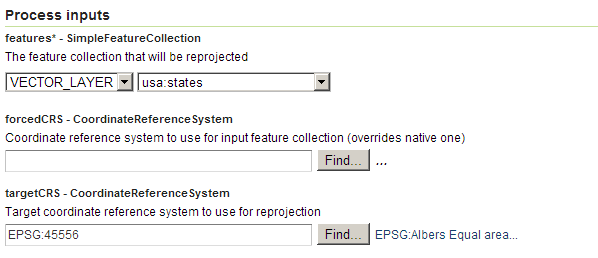 Process inputs
features* - SimpleFeatureCollection
The feature collection that will be reprojected
VECTOR_LAYER usa:states
forcedCRS - CoordinateReferenceSystem
Coordinate reference system to use for input feature collection (overrides native one)
Find... ...
targetCRS - CoordinateReferenceSystem
Target coordinate reference system to use for reprojection
EPSG:45556 Find... EPSG:Albers Equal area...